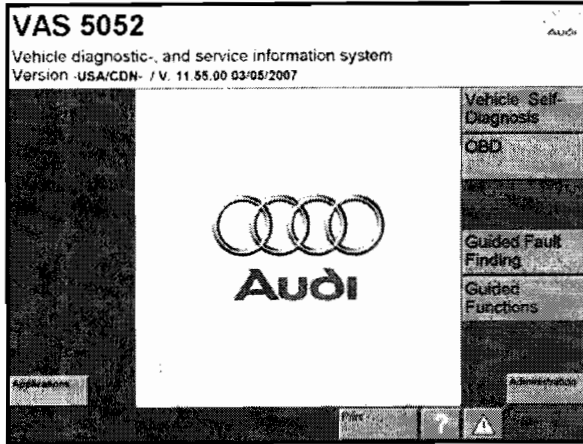 VAS 5052
Audi
Vehicle diagnostic-, and service information system
Version -USA/CDN- / V. 11.55.00 03/05/2007
Vehicle Self-
Diagnosis
OBD
Audi
Guided Fault
Finding
Guided
Functions
Applications
Administration
Print
?